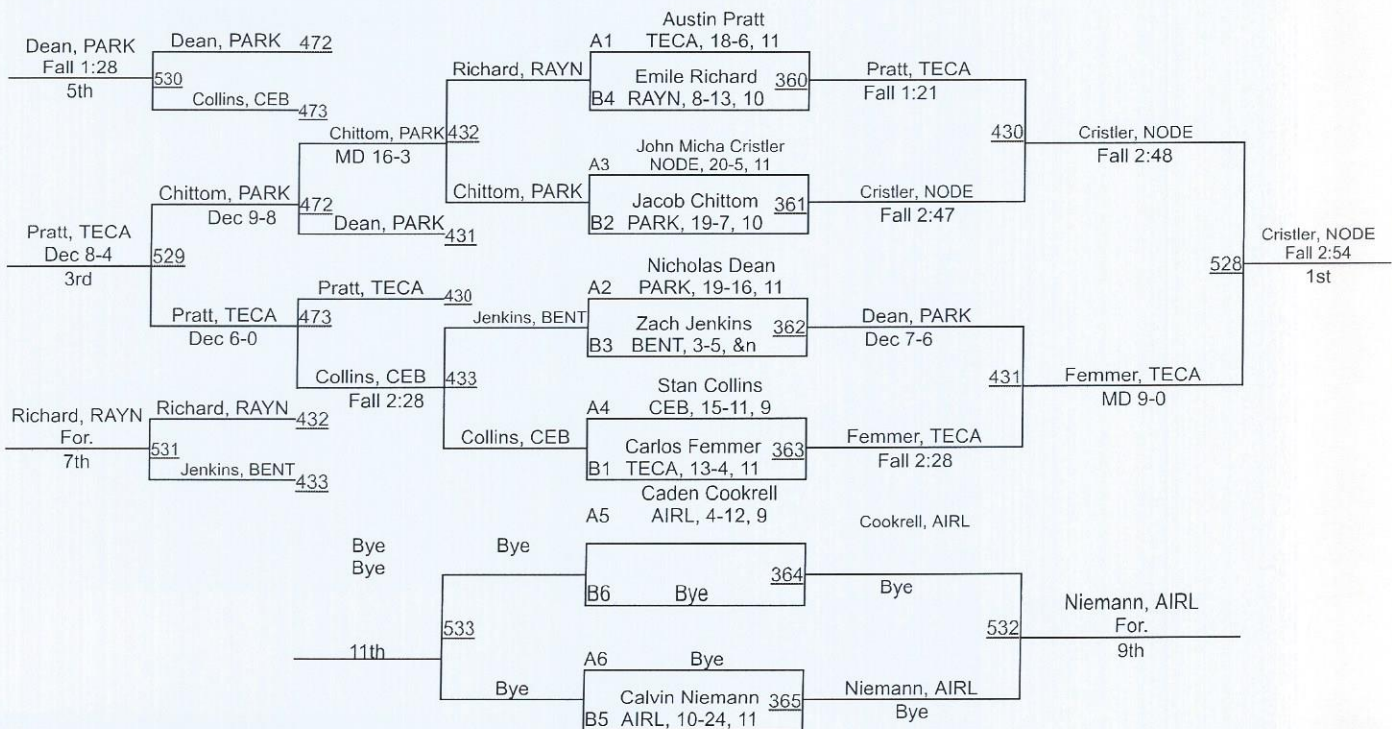 Dean, PARK
Fall 1:28
5th
530
Dean, PARK 472
Collins, CEB 473
Pratt, TECA
Dec 8-4
3rd
529
Chittom, PARK
Dec 9-8
472
Chittom, PARK
MD 16-3
432
Dean, PARK 431
Pratt, TECA
Dec 6-0
473
Pratt, TECA 430
Collins, CEB
Fall 2:28
433
Richard, RAYN
Chittom, PARK
Jenkins, BENT
Collins, CEB
Richard, RAYN
For.
7th
531
Richard, RAYN 432
Jenkins, BENT 433
Austin Pratt
A1 TECA, 18-6, 11
Emile Richard 360
B4 RAYN, 8-13, 10
John Micha Cristler
A3 NODE, 20-5, 11
Jacob Chittom 361
B2 PARK, 19-7, 10
Nicholas Dean
A2 PARK, 19-16, 11
Zach Jenkins 362
B3 BENT, 3-5, &n
Stan Collins
A4 CEB, 15-11, 9
Carlos Femmer 363
B1 TECA, 13-4, 11
Pratt, TECA
Fall 1:21
430
Cristler, NODE
Fall 2:47
Dean, PARK
Dec 7-6
431
Femmer, TECA
Fall 2:28
Cristler, NODE
Fall 2:48
528
Femmer, TECA
MD 9-0
Cristler, NODE
Fall 2:54
1st
Caden Cookrell
A5 AIRL, 4-12, 9
364
B6 Bye
A6 Bye
Calvin Niemann 365
B5 AIRL, 10-24, 11
Bye
Bye
Bye
533
11th
Bye
Cookrell, AIRL
Bye
532
Niemann, AIRL
Bye
Niemann, AIRL
For.
9th